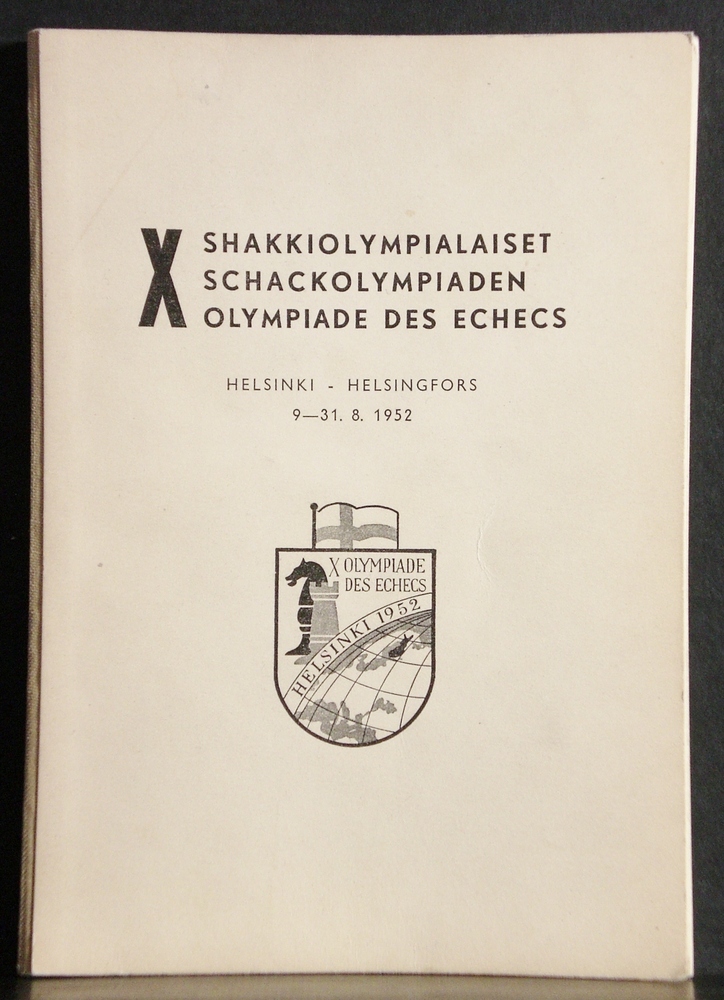 X
SHAKKIOLYMPIALAISET
SCHACKOLYMPIADEN
OLYMPIADE DES ECHECS
HELSINKI - HELSINGFORS
9—31. 8. 1952
X OLYMPIADE
DES ECHECS
HELSINKI 1952